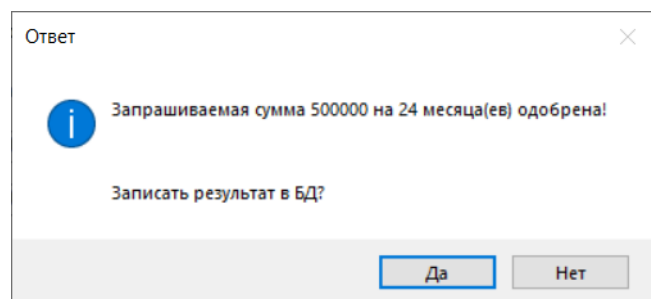 Ответ
Запрашиваемая сумма 500000 на 24 месяца(ев) одобрена!
Записать результат в БД?
Да
Нет